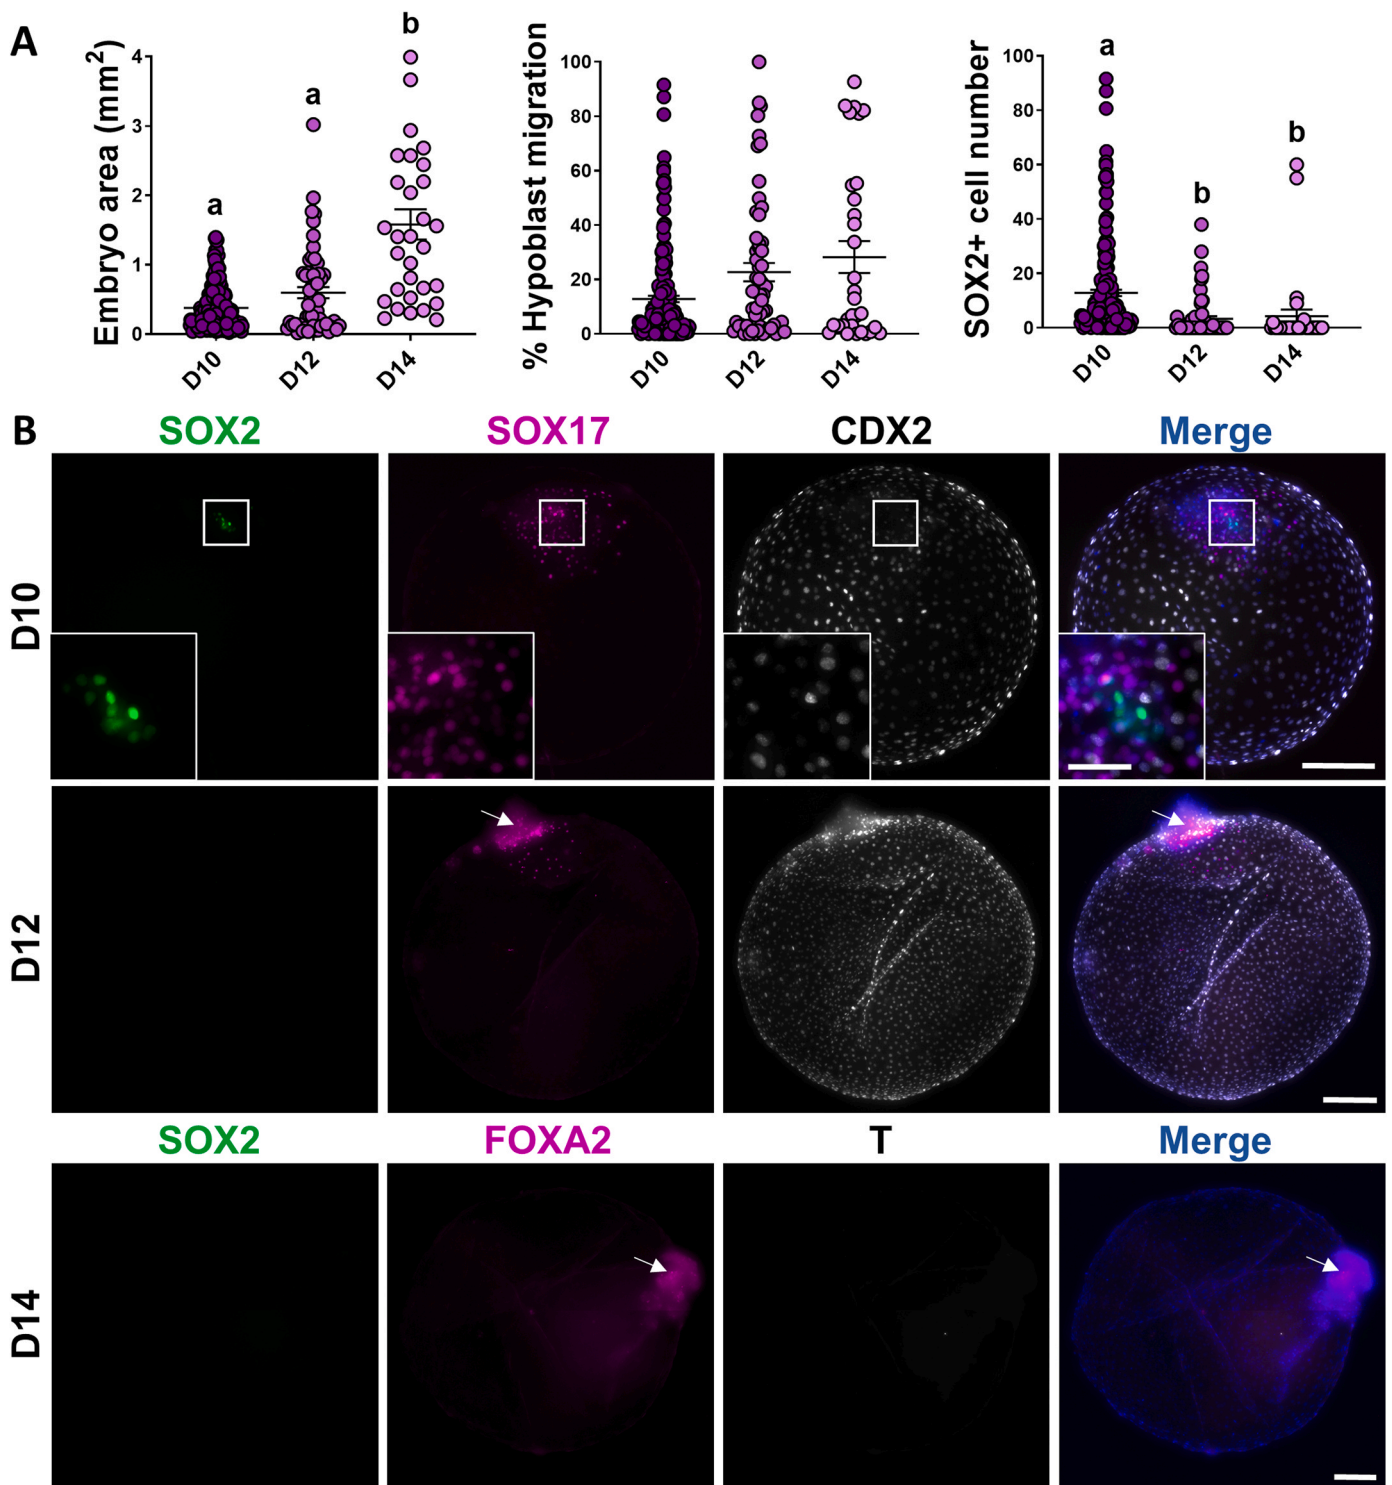 A
Embryo area (mm²)
4
3
2
1
0
a
a
b
D10
D12
D14
% Hypoblast migration
100
80
60
40
20
0
D10
D12
D14
SOX2+ cell number
100
80
60
40
20
0
a
b
b
D10
D12
D14
B
SOX2 SOX17 CDX2 Merge
D10
D12
SOX2 FOXA2 T Merge
D14